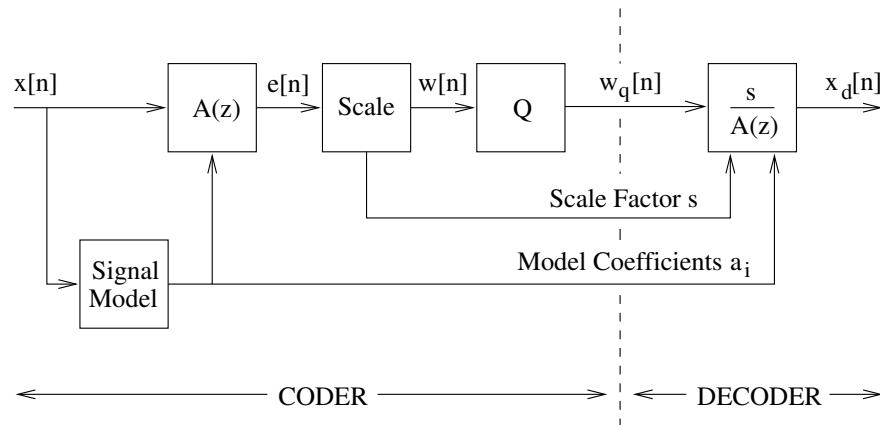 x[n]
A(z)
e[n]
Scale
w[n]
Q
w_q[n]
s
A(z)
x_d[n]
Scale Factor s
Model Coefficients a_i
Signal
Model
CODER
DECODER